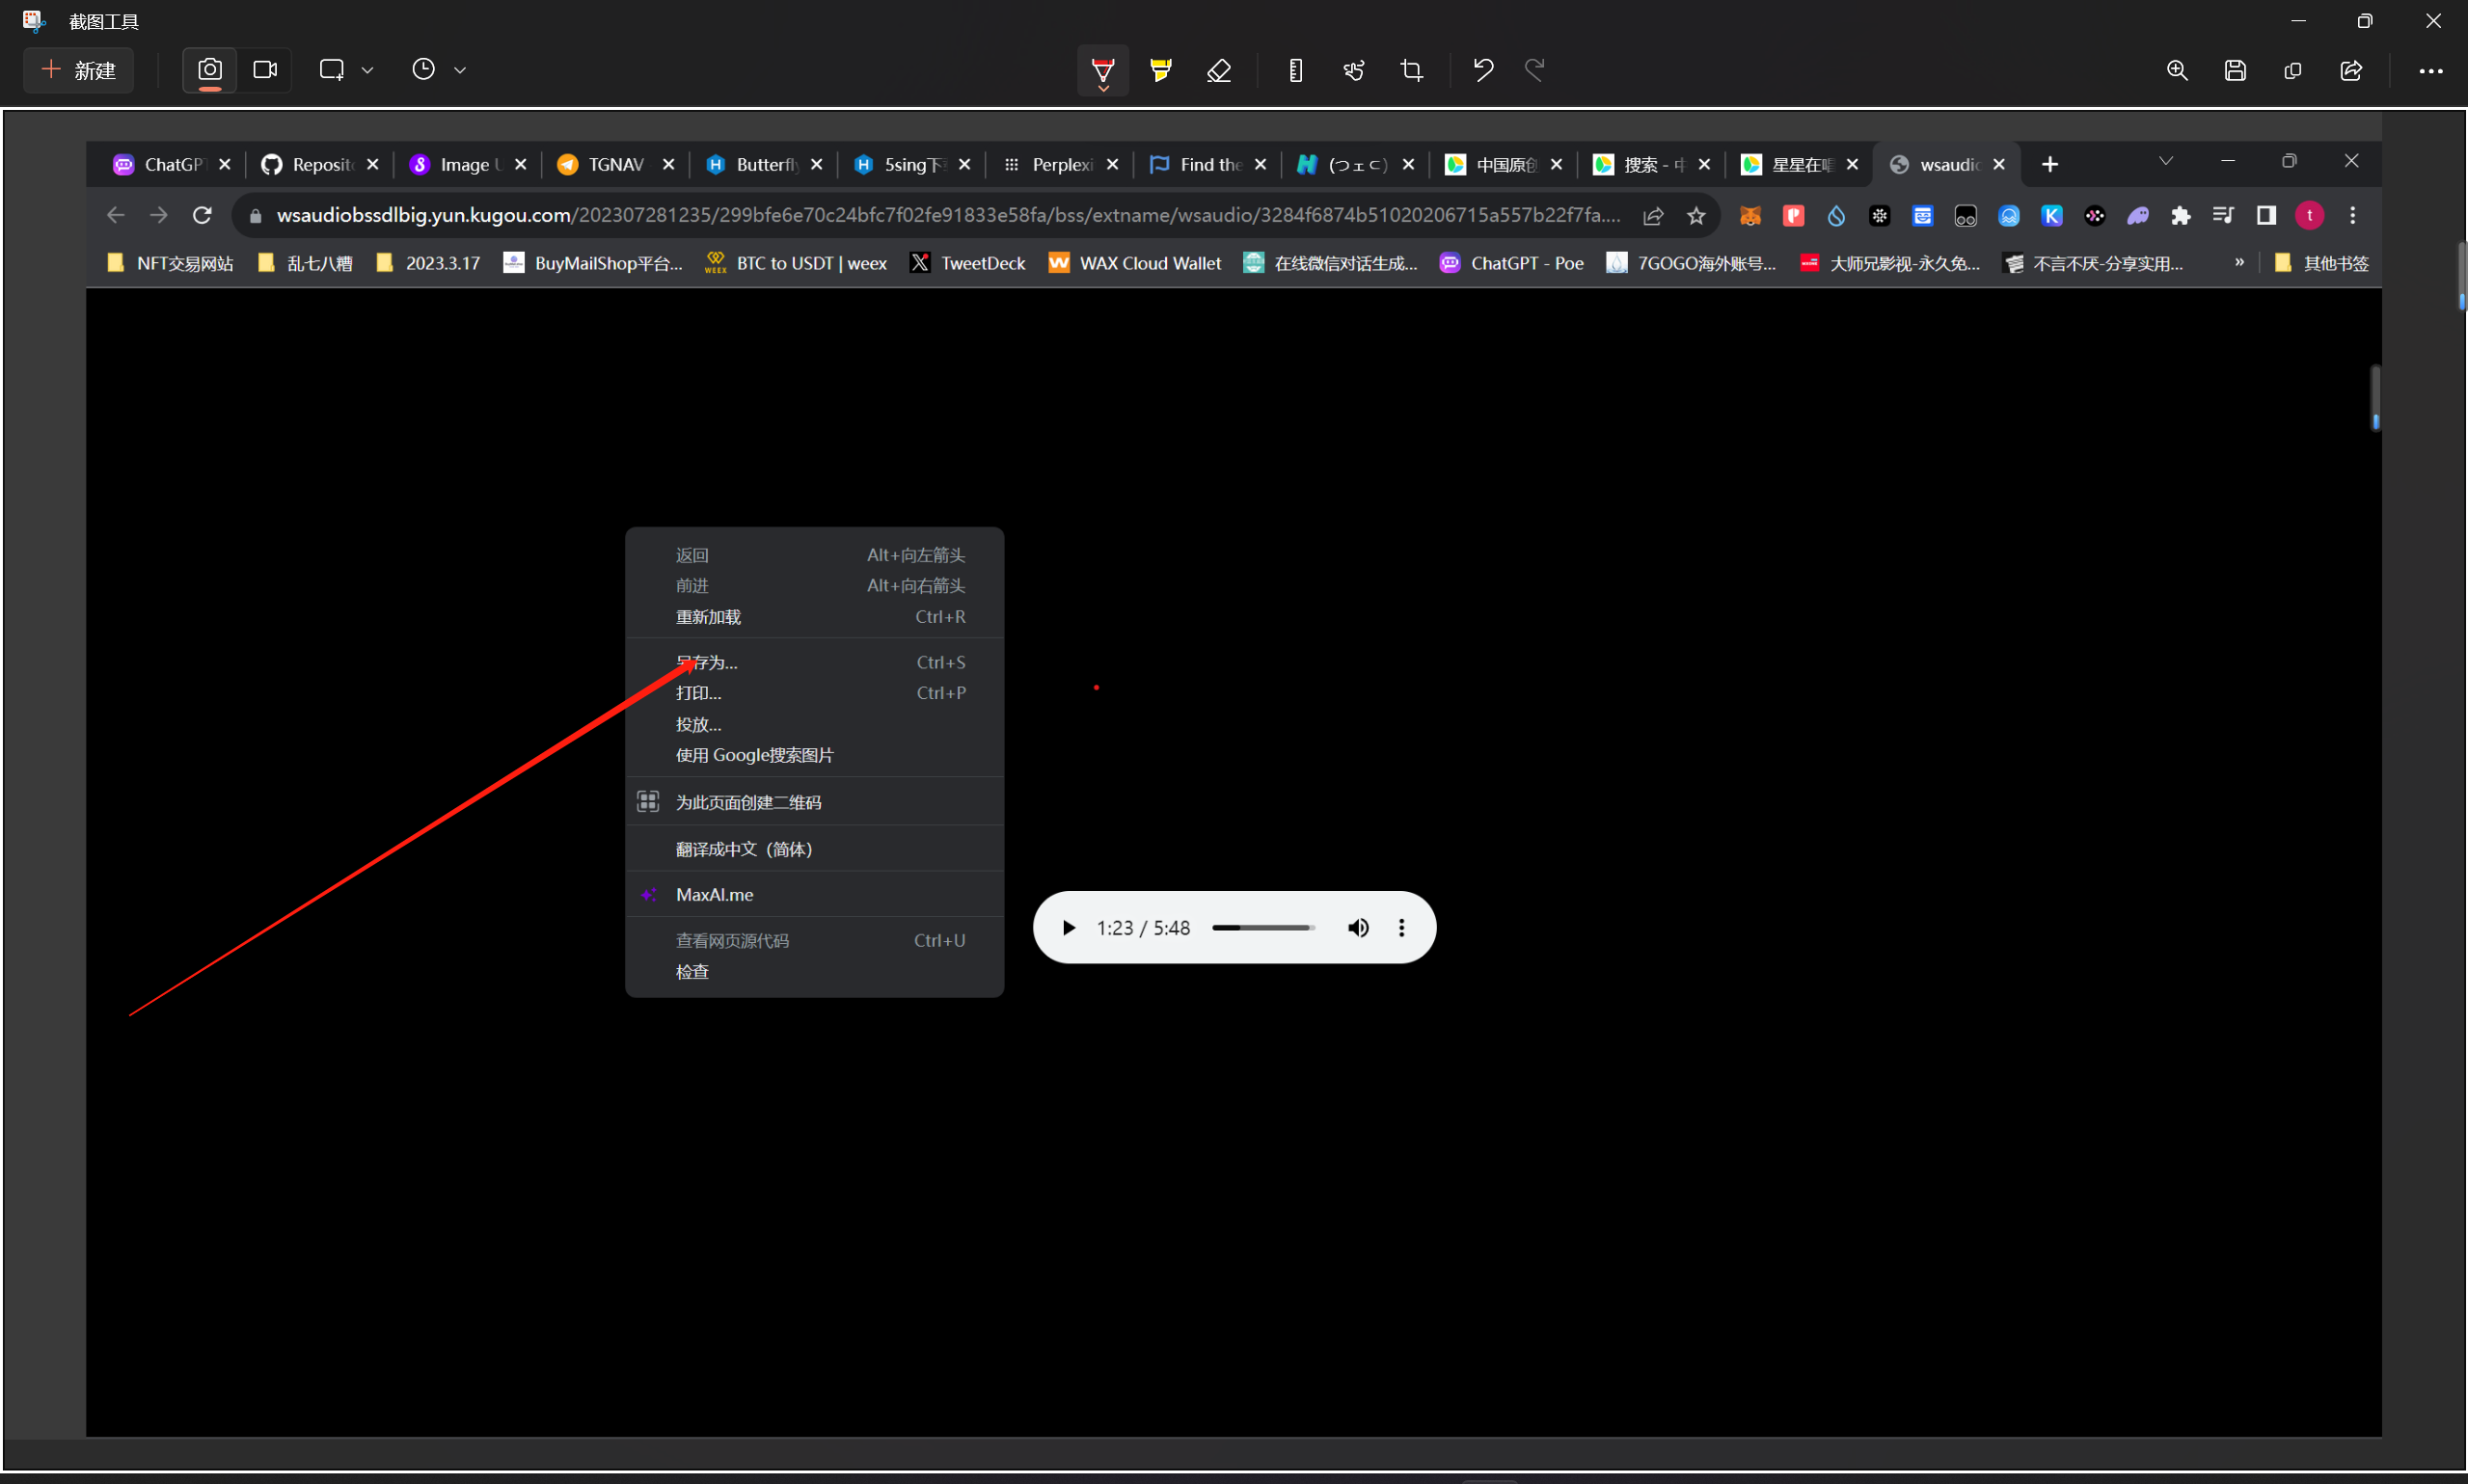 截图工具
新建
ChatGP
Reposit
Image U
TGNAV
Butterfly
5sing下
Perplexi
Find the
(つェ⊂)
中国原创
搜索 - 中
星星在唱
wsaudio
wsaudiobssdlbig.yun.kugou.com/202307281235/299bfe6e70c24bfc7f02fe91833e58fa/bss/extname/wsaudio/3284f6874b51020206715a557b22f7fa....
NFT交易网站
乱七八糟
2023.3.17
BuyMailShop平台...
BTC to USDT | weex
TweetDeck
WAX Cloud Wallet
在线微信对话生成...
ChatGPT - Poe
7GOGO海外账号...
大师兄影视-永久免...
不言不厌-分享实用...
»
其他书签
返回 Alt+向左箭头
前进 Alt+向右箭头
重新加载 Ctrl+R
另存为... Ctrl+S
打印... Ctrl+P
投放...
使用 Google搜索图片
为此页面创建二维码
翻译成中文（简体）
MaxAI.me
查看网页源代码 Ctrl+U
检查
1:23 / 5:48